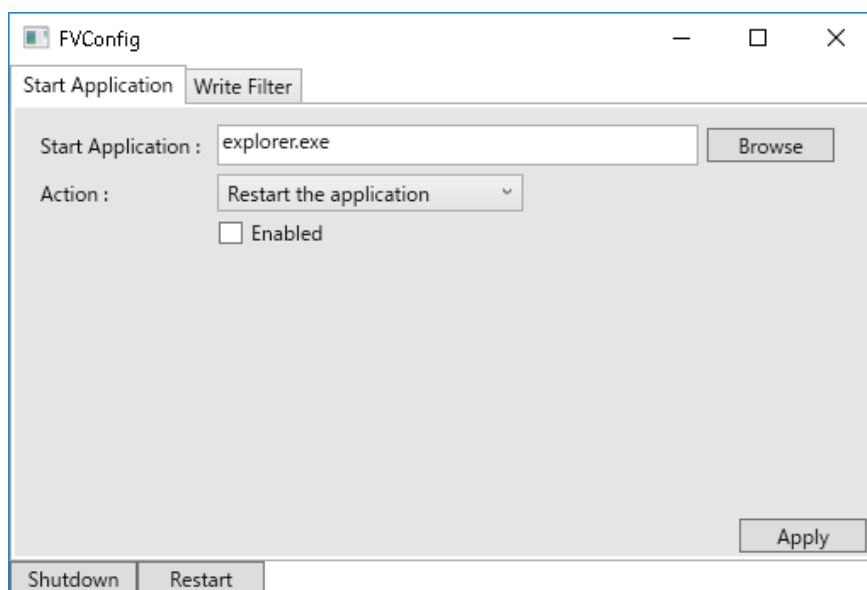 FVConfig
Start Application Write Filter
Start Application : explorer.exe Browse
Action : Restart the application
Enabled
Apply
Shutdown Restart